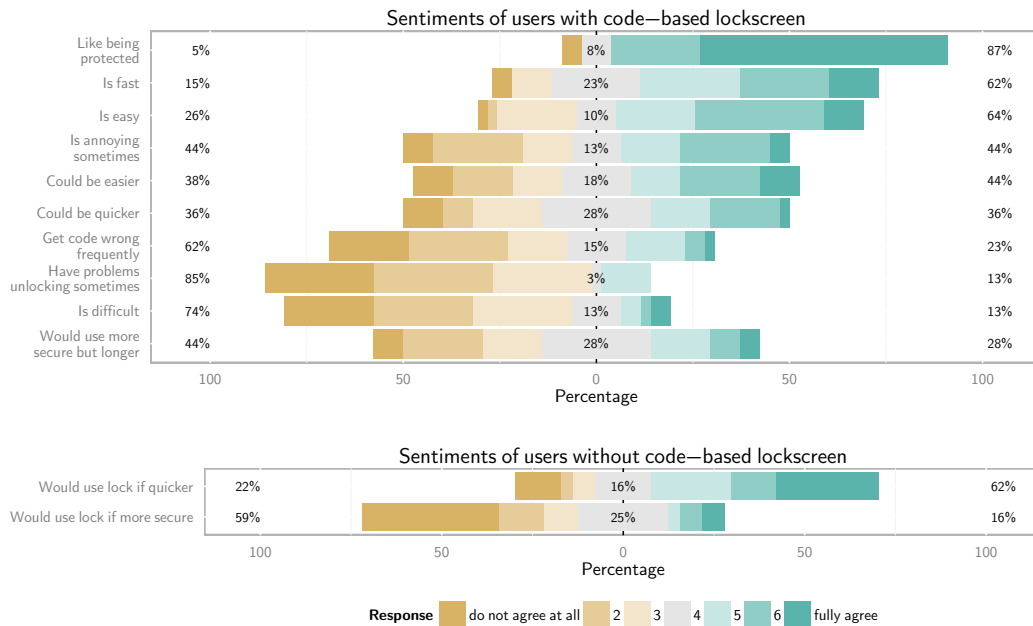 Sentiments of users with code–based lockscreen
Like being
protected
5% 8% 87%
Is fast 15% 23% 62%
Is easy 26% 10% 64%
Is annoying
sometimes
44% 13% 44%
Could be easier 38% 18% 44%
Could be quicker 36% 28% 36%
Get code wrong
frequently
62% 15% 23%
Have problems
unlocking sometimes
85% 3% 13%
Is difficult 74% 13% 13%
Would use more
secure but longer
44% 28% 28%
100 50 0 50 100
Percentage
Sentiments of users without code–based lockscreen
Would use lock if quicker 22% 16% 62%
Would use lock if more secure 59% 25% 16%
100 50 0 50 100
Percentage
Response do not agree at all 2 3 4 5 6 fully agree